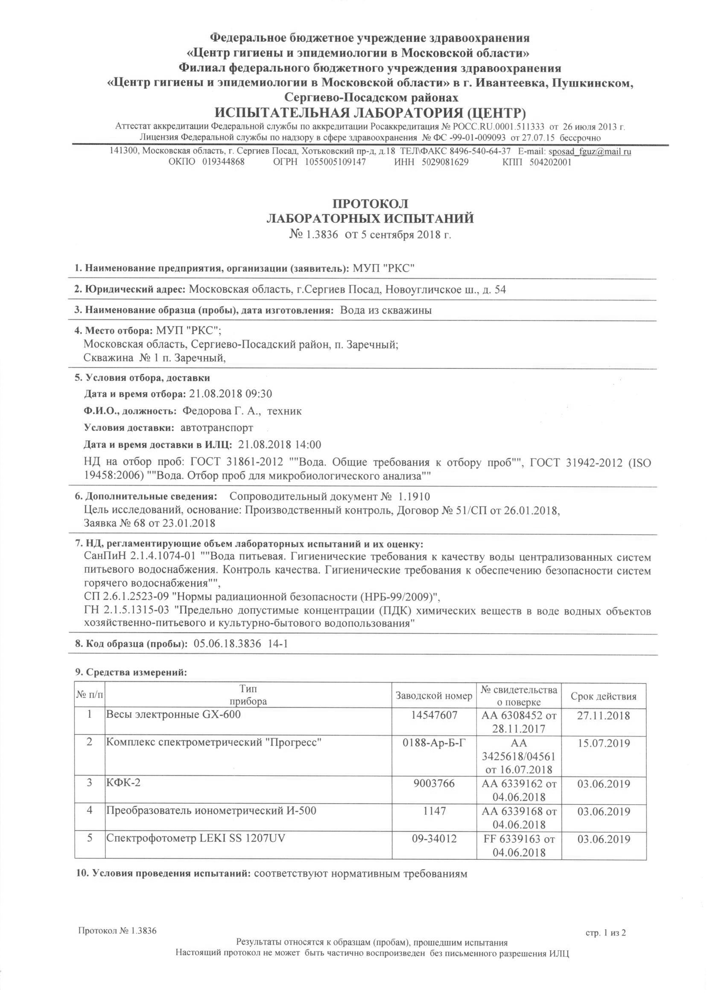 Федеральное бюджетное учреждение здравоохранения
«Центр гигиены и эпидемиологии в Московской области»
Филиал федерального бюджетного учреждения здравоохранения
«Центр гигиены и эпидемиологии в Московской области» в г. Ивантеевка, Пушкинском,
Сергиево-Посадском районах
ИСПЫТАТЕЛЬНАЯ ЛАБОРАТОРИЯ (ЦЕНТР)
Аттестат аккредитации Федеральной службы по аккредитации Росаккредитация № РОСС.RU.0001.511333 от 26 июля 2013 г.
Лицензия Федеральной службы по надзору в сфере здравоохранения № ФС -99-01-009093 от 27.07.15 бессрочно
141300, Московская область, г. Сергиев Посад, Хотьковский пр-д, д.18 ТЕЛ\ФАКС 8496-540-64-37 E-mail: sposad_fguz@mail ru
ОКПО 019344868 ОГРН 1055005109147 ИНН 5029081629 КПП 504202001
ПРОТОКОЛ
ЛАБОРАТОРНЫХ ИСПЫТАНИЙ
№ 1.3836 от 5 сентября 2018 г.
1. Наименование предприятия, организации (заявитель): МУП "РКС"
2. Юридический адрес: Московская область, г.Сергиев Посад, Новоугличское ш., д. 54
3. Наименование образца (пробы), дата изготовления: Вода из скважины
4. Место отбора: МУП "РКС";
Московская область, Сергиево-Посадский район, п. Заречный;
Скважина № 1 п. Заречный,
5. Условия отбора, доставки
Дата и время отбора: 21.08.2018 09:30
Ф.И.О., должность: Федорова Г. А., техник
Условия доставки: автотранспорт
Дата и время доставки в ИЛЦ: 21.08.2018 14:00
НД на отбор проб: ГОСТ 31861-2012 ""Вода. Общие требования к отбору проб"", ГОСТ 31942-2012 (ISO
19458:2006) ""Вода. Отбор проб для микробиологического анализа""
6. Дополнительные сведения: Сопроводительный документ № 1.1910
Цель исследований, основание: Производственный контроль, Договор № 51/СП от 26.01.2018,
Заявка № 68 от 23.01.2018
7. НД, регламентирующие объем лабораторных испытаний и их оценку:
СанПиН 2.1.4.1074-01 ""Вода питьевая. Гигиенические требования к качеству воды централизованных систем
питьевого водоснабжения. Контроль качества. Гигиенические требования к обеспечению безопасности систем
горячего водоснабжения"",
СП 2.6.1.2523-09 "Нормы радиационной безопасности (НРБ-99/2009)",
ГН 2.1.5.1315-03 "Предельно допустимые концентрации (ПДК) химических веществ в воде водных объектов
хозяйственно-питьевого и культурно-бытового водопользования"
8. Код образца (пробы): 05.06.18.3836 14-1
9. Средства измерений:
№ п/п Тип прибора Заводской номер № свидетельства о поверке Срок действия
1 Весы электронные GX-600 14547607 АА 6308452 от 28.11.2017 27.11.2018
2 Комплекс спектрометрический "Прогресс" 0188-Ар-Б-Г АА 3425618/04561 от 16.07.2018 15.07.2019
3 КФК-2 9003766 АА 6339162 от 04.06.2018 03.06.2019
4 Преобразователь ионометрический И-500 1147 АА 6339168 от 04.06.2018 03.06.2019
5 Спектрофотометр LEKI SS 1207UV 09-34012 FF 6339163 от 04.06.2018 03.06.2019
10. Условия проведения испытаний: соответствуют нормативным требованиям
Протокол № 1.3836 стр. 1 из 2
Результаты относятся к образцам (пробам), прошедшим испытания
Настоящий протокол не может быть частично воспроизведен без письменного разрешения ИЛЦ